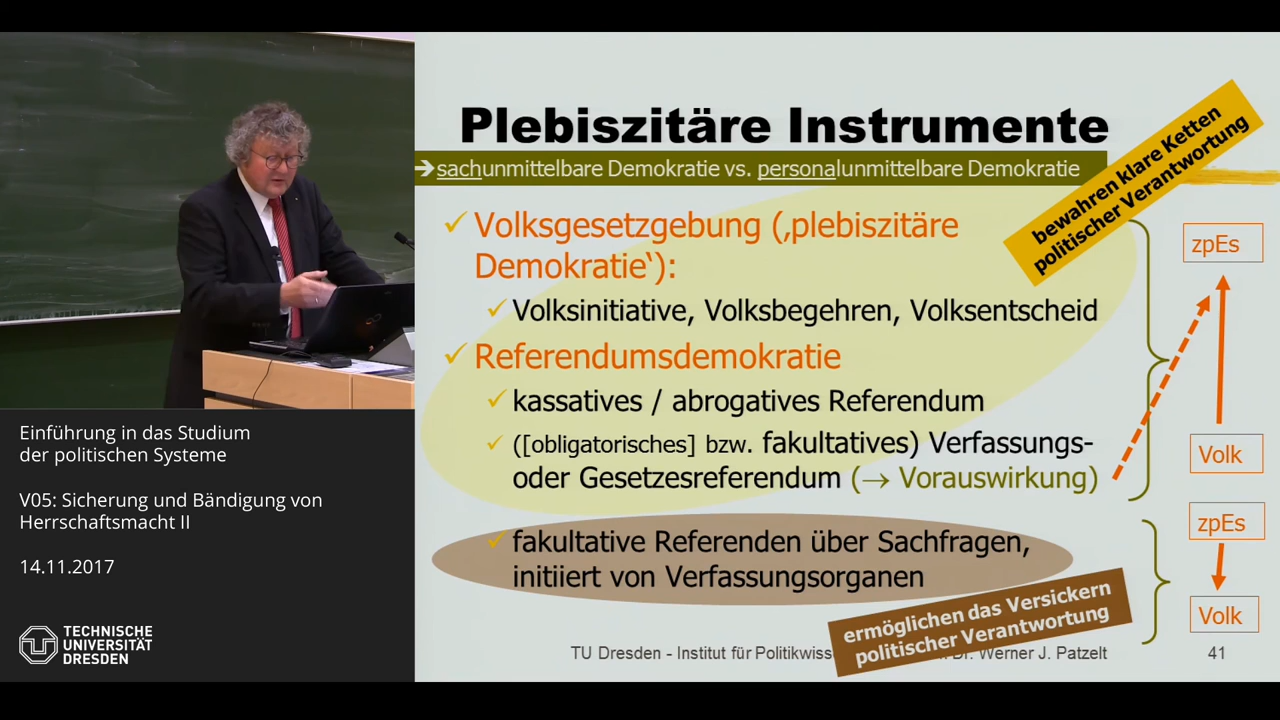 Plebiszitäre Instrumente
➔sachunmittelbare Demokratie vs. personalunmittelbare Demokratie
bewahren klare Ketten
politischer Verantwortung
Volksgesetzgebung (‚plebiszitäre
Demokratie‘):
Volksinitiative, Volksbegehren, Volksentscheid
Referendumsdemokratie
kassatives / abrogatives Referendum
([obligatorisches] bzw. fakultatives) Verfassungs-
oder Gesetzesreferendum (→ Vorauswirkung)
fakultative Referenden über Sachfragen,
initiiert von Verfassungsorganen
ermöglichen das Versickern
politischer Verantwortung
zpEs
Volk
zpEs
Volk
TU Dresden - Institut für Politikwiss Dr. Werner J. Patzelt
41
Einführung in das Studium
der politischen Systeme
V05: Sicherung und Bändigung von
Herrschaftsmacht II
14.11.2017
TECHNISCHE
UNIVERSITÄT
DRESDEN